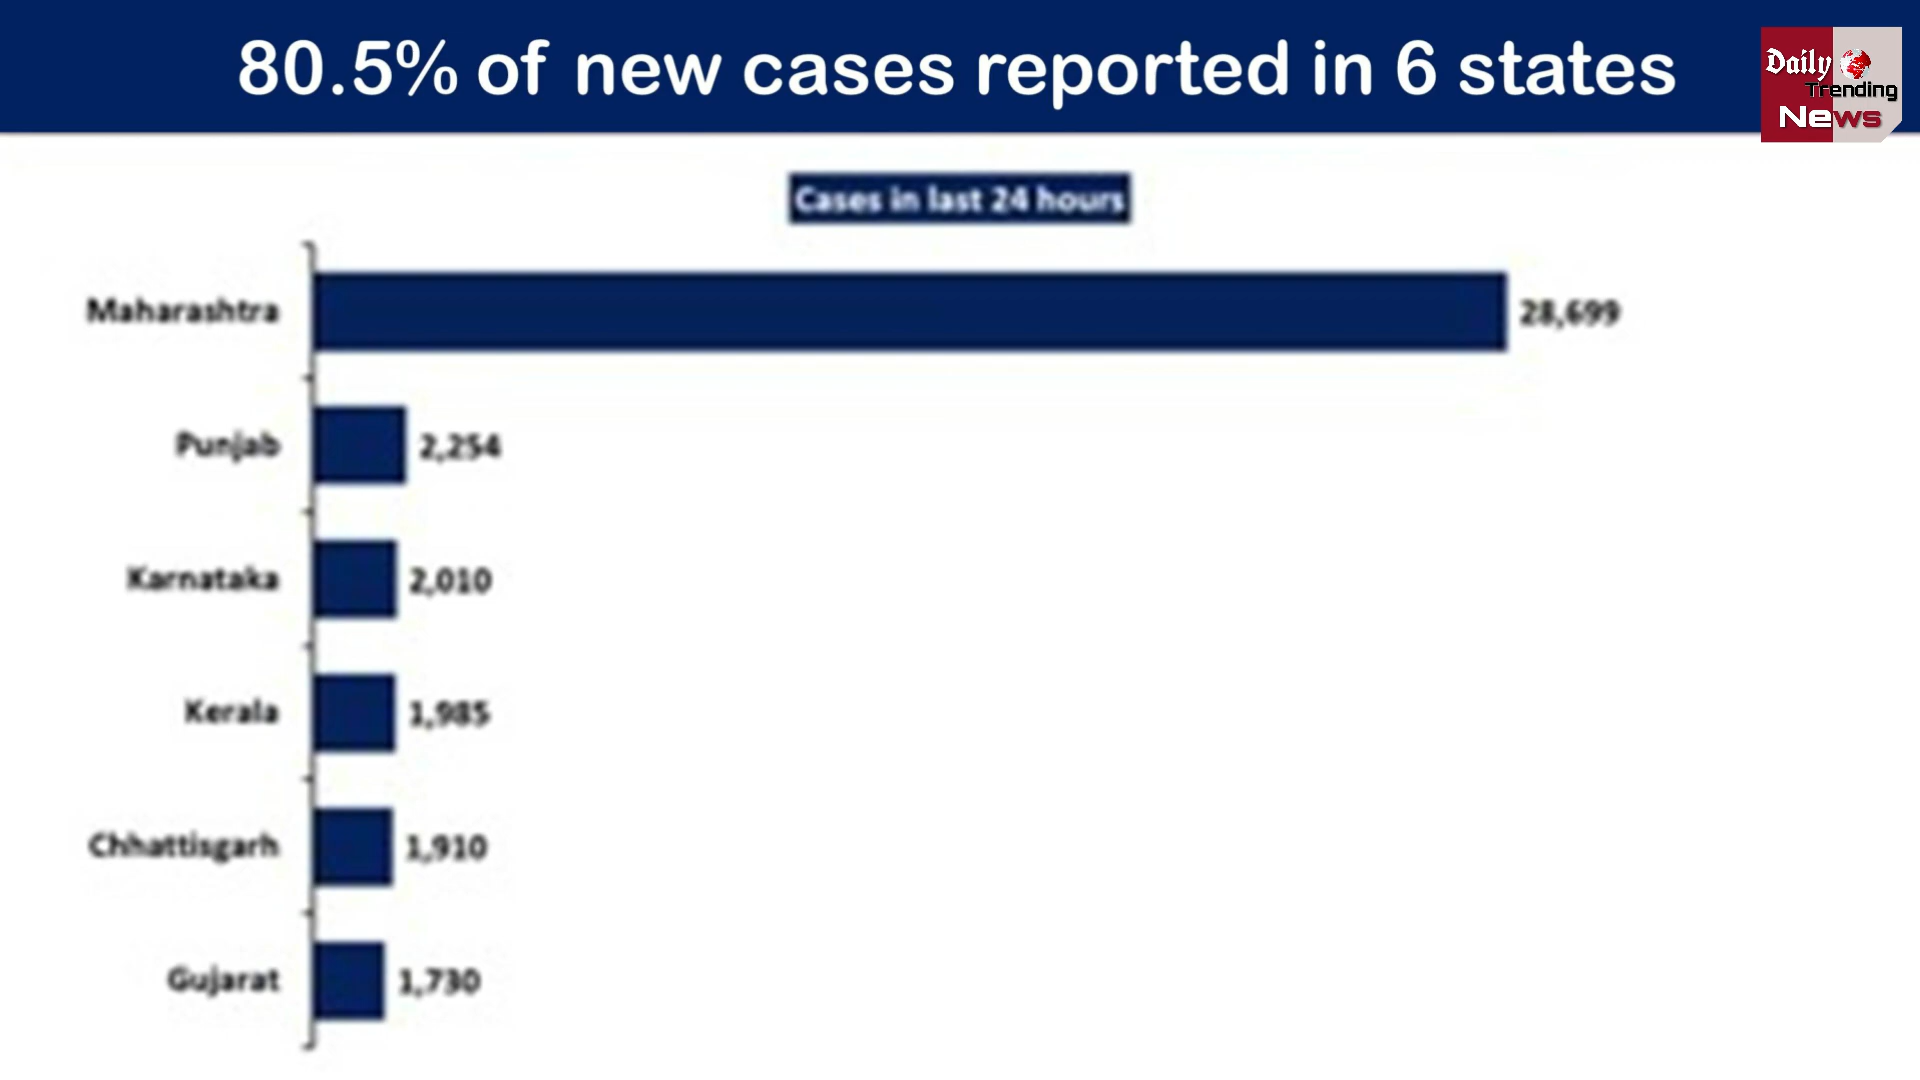 80.5% of new cases reported in 6 states
Daily
Trending
News
Cases in last 24 hours
Maharashtra 28,699
Punjab 2,254
Karnataka 2,010
Kerala 1,985
Chhattisgarh 1,910
Gujarat 1,730